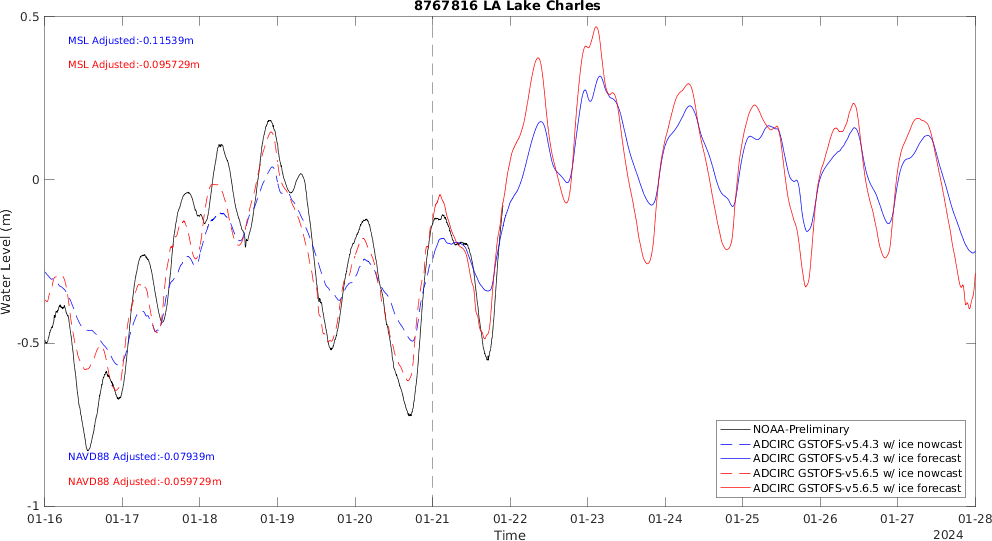 8767816 LA Lake Charles
MSL Adjusted:-0.11539m
MSL Adjusted:-0.095729m
0.5
0
-0.5
-1
Water Level (m)
NAVD88 Adjusted-0.07939m
NAVD88 Adjusted-0.059729m
NOAA-Preliminary
ADCIRC GSTOFS-v5.4.3 w/ ice nowcast
ADCIRC GSTOFS-v5.4.3 w/ ice forecast
ADCIRC GSTOFS-v5.6.5 w/ ice nowcast
ADCIRC GSTOFS-v5.6.5 w/ ice forecast
01-16 01-17 01-18 01-19 01-20 01-21 01-22 01-23 01-24 01-25 01-26 01-27 01-28
Time
2024